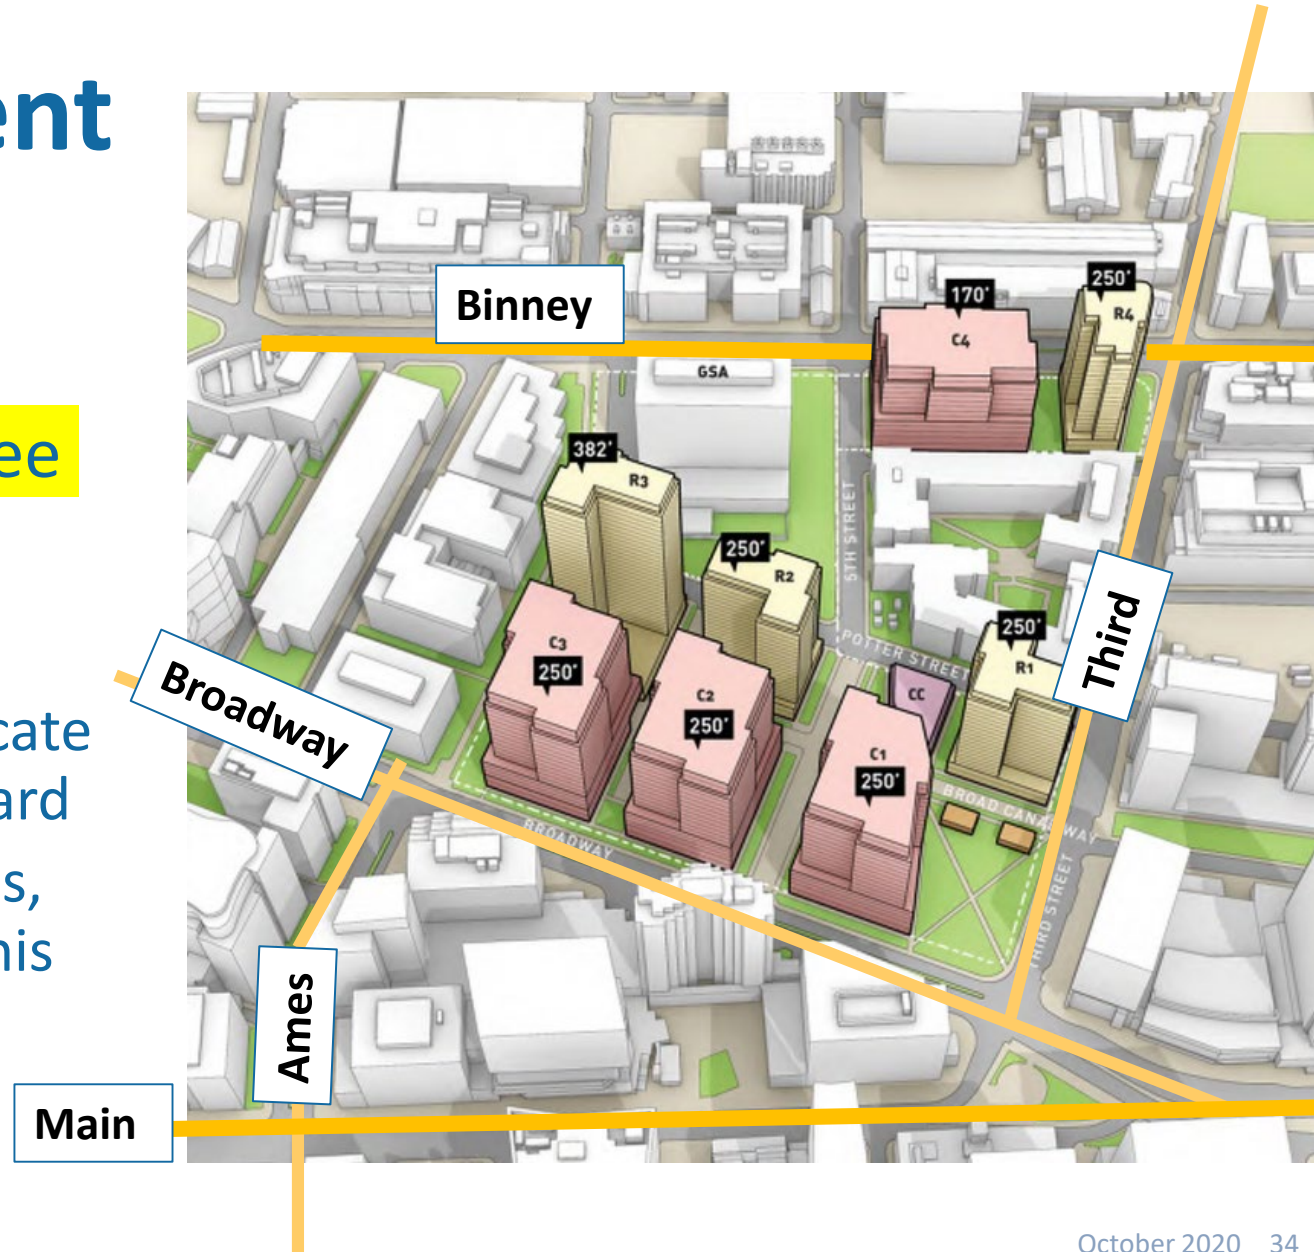 ent
ee
cate
ard
s,
his
Binney
170'
250'
C4
R4
GSA
382'
R3
5TH STREET
250'
R2
POTTER STREET
250'
R1
Third
C3
250'
C2
250'
CC
C1
250'
Broadway
BROAD CANAL WAY
BROADWAY
THIRD STREET
Ames
Main
October 2020 34